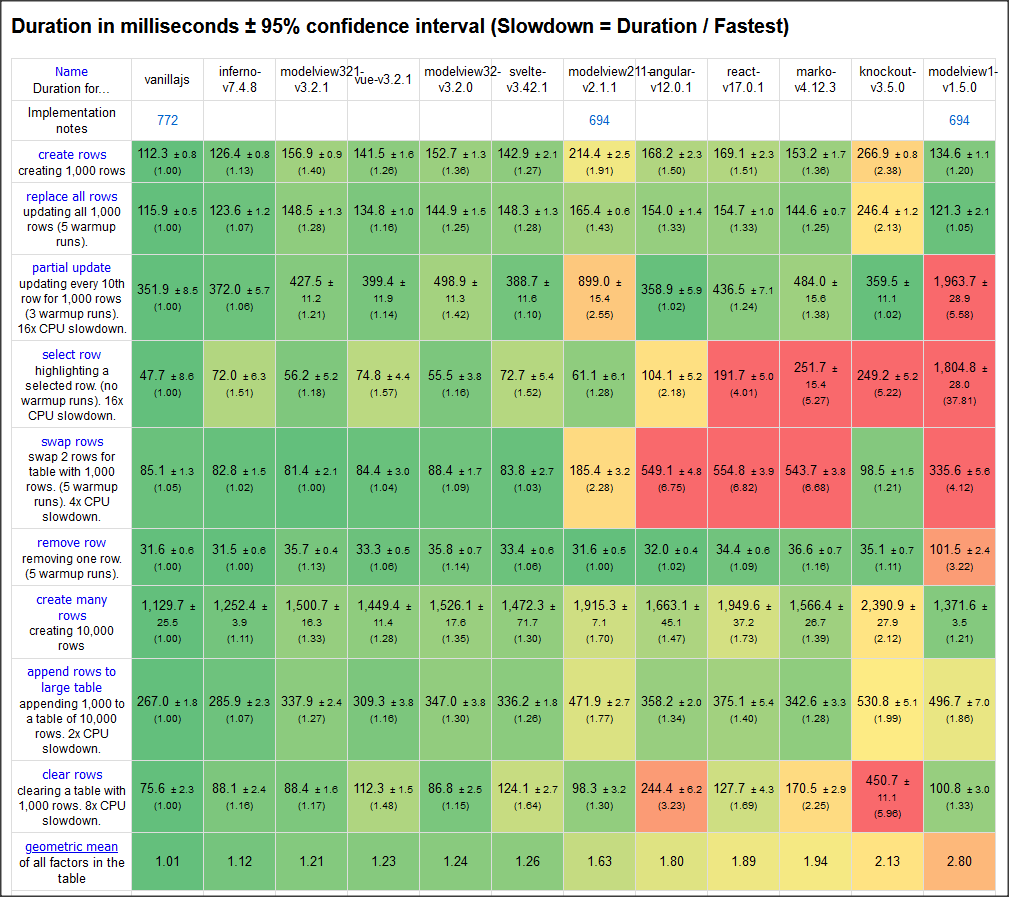 Duration in milliseconds ± 95% confidence interval (Slowdown = Duration / Fastest)
Name
Duration for...
vanillajs
inferno-
v7.4.8
modelview321-
v3.2.1
vue-v3.2.1
modelview32-
v3.2.0
svelte-
v3.42.1
modelview211-
v2.1.1
angular-
v12.0.1
react-
v17.0.1
marko-
v4.12.3
knockout-
v3.5.0
modelview1-
v1.5.0
Implementation
notes
772
694
694
create rows
creating 1,000 rows
112.3 ± 0.8
(1.00)
126.4 ± 0.8
(1.13)
156.9 ± 0.9
(1.40)
141.5 ± 1.6
(1.26)
152.7 ± 1.3
(1.36)
142.9 ± 2.1
(1.27)
214.4 ± 2.5
(1.91)
168.2 ± 2.3
(1.50)
169.1 ± 2.3
(1.51)
153.2 ± 1.7
(1.36)
266.9 ± 0.8
(2.38)
134.6 ± 1.1
(1.20)
replace all rows
updating all 1,000
rows (5 warmup
runs).
115.9 ± 0.5
(1.00)
123.6 ± 1.2
(1.07)
148.5 ± 1.3
(1.28)
134.8 ± 1.0
(1.16)
144.9 ± 1.5
(1.25)
148.3 ± 1.3
(1.28)
165.4 ± 0.6
(1.43)
154.0 ± 1.4
(1.33)
154.7 ± 1.0
(1.33)
144.6 ± 0.7
(1.25)
246.4 ± 1.2
(2.13)
121.3 ± 2.1
(1.05)
partial update
updating every 10th
row for 1,000 rows
(3 warmup runs).
16x CPU slowdown.
351.9 ± 8.5
(1.00)
372.0 ± 5.7
(1.06)
427.5 ±
11.2
(1.21)
399.4 ±
11.9
(1.14)
498.9 ±
11.3
(1.42)
388.7 ±
11.6
(1.10)
899.0 ±
15.4
(2.55)
358.9 ± 5.9
(1.02)
436.5 ± 7.1
(1.24)
484.0 ±
15.6
(1.38)
359.5 ±
11.1
(1.02)
1,963.7 ±
28.9
(5.58)
select row
highlighting a
selected row. (no
warmup runs). 16x
CPU slowdown.
47.7 ± 8.6
(1.00)
72.0 ± 6.3
(1.51)
56.2 ± 5.2
(1.18)
74.8 ± 4.4
(1.57)
55.5 ± 3.8
(1.16)
72.7 ± 5.4
(1.52)
61.1 ± 6.1
(1.28)
104.1 ± 5.2
(2.18)
191.7 ± 5.0
(4.01)
251.7 ±
15.4
(5.27)
249.2 ± 5.2
(5.22)
1,804.8 ±
28.0
(37.81)
swap rows
swap 2 rows for
table with 1,000
rows. (5 warmup
runs). 4x CPU
slowdown.
85.1 ± 1.3
(1.05)
82.8 ± 1.5
(1.02)
81.4 ± 2.1
(1.00)
84.4 ± 3.0
(1.04)
88.4 ± 1.7
(1.09)
83.8 ± 2.7
(1.03)
185.4 ± 3.2
(2.28)
549.1 ± 4.8
(6.75)
554.8 ± 3.9
(6.82)
543.7 ± 3.8
(6.68)
98.5 ± 1.5
(1.21)
335.6 ± 5.6
(4.12)
remove row
removing one row.
(5 warmup runs).
31.6 ± 0.6
(1.00)
31.5 ± 0.6
(1.00)
35.7 ± 0.4
(1.13)
33.3 ± 0.5
(1.06)
35.8 ± 0.7
(1.14)
33.4 ± 0.6
(1.06)
31.6 ± 0.5
(1.00)
32.0 ± 0.4
(1.02)
34.4 ± 0.6
(1.09)
36.6 ± 0.7
(1.16)
35.1 ± 0.7
(1.11)
101.5 ± 2.4
(3.22)
create many
rows
creating 10,000
rows
1,129.7 ±
25.5
(1.00)
1,252.4 ±
3.9
(1.11)
1,500.7 ±
16.3
(1.33)
1,449.4 ±
11.4
(1.28)
1,526.1 ±
17.6
(1.35)
1,472.3 ±
71.7
(1.30)
1,915.3 ±
7.1
(1.70)
1,663.1 ±
45.1
(1.47)
1,949.6 ±
37.2
(1.73)
1,566.4 ±
26.7
(1.39)
2,390.9 ±
27.9
(2.12)
1,371.6 ±
3.5
(1.21)
append rows to
large table
appending 1,000 to
a table of 10,000
rows. 2x CPU
slowdown.
267.0 ± 1.8
(1.00)
285.9 ± 2.3
(1.07)
337.9 ± 2.4
(1.27)
309.3 ± 3.8
(1.16)
347.0 ± 3.8
(1.30)
336.2 ± 1.8
(1.26)
471.9 ± 2.7
(1.77)
358.2 ± 2.0
(1.34)
375.1 ± 5.4
(1.40)
342.6 ± 3.3
(1.28)
530.8 ± 5.1
(1.99)
496.7 ± 7.0
(1.86)
clear rows
clearing a table with
1,000 rows. 8x CPU
slowdown.
75.6 ± 2.3
(1.00)
88.1 ± 2.4
(1.16)
88.4 ± 1.6
(1.17)
112.3 ± 1.5
(1.48)
86.8 ± 2.5
(1.15)
124.1 ± 2.7
(1.64)
98.3 ± 3.2
(1.30)
244.4 ± 6.2
(3.23)
127.7 ± 4.3
(1.69)
170.5 ± 2.9
(2.25)
450.7 ±
11.1
(5.96)
100.8 ± 3.0
(1.33)
geometric mean
of all factors in the
table
1.01
1.12
1.21
1.23
1.24
1.26
1.63
1.80
1.89
1.94
2.13
2.80